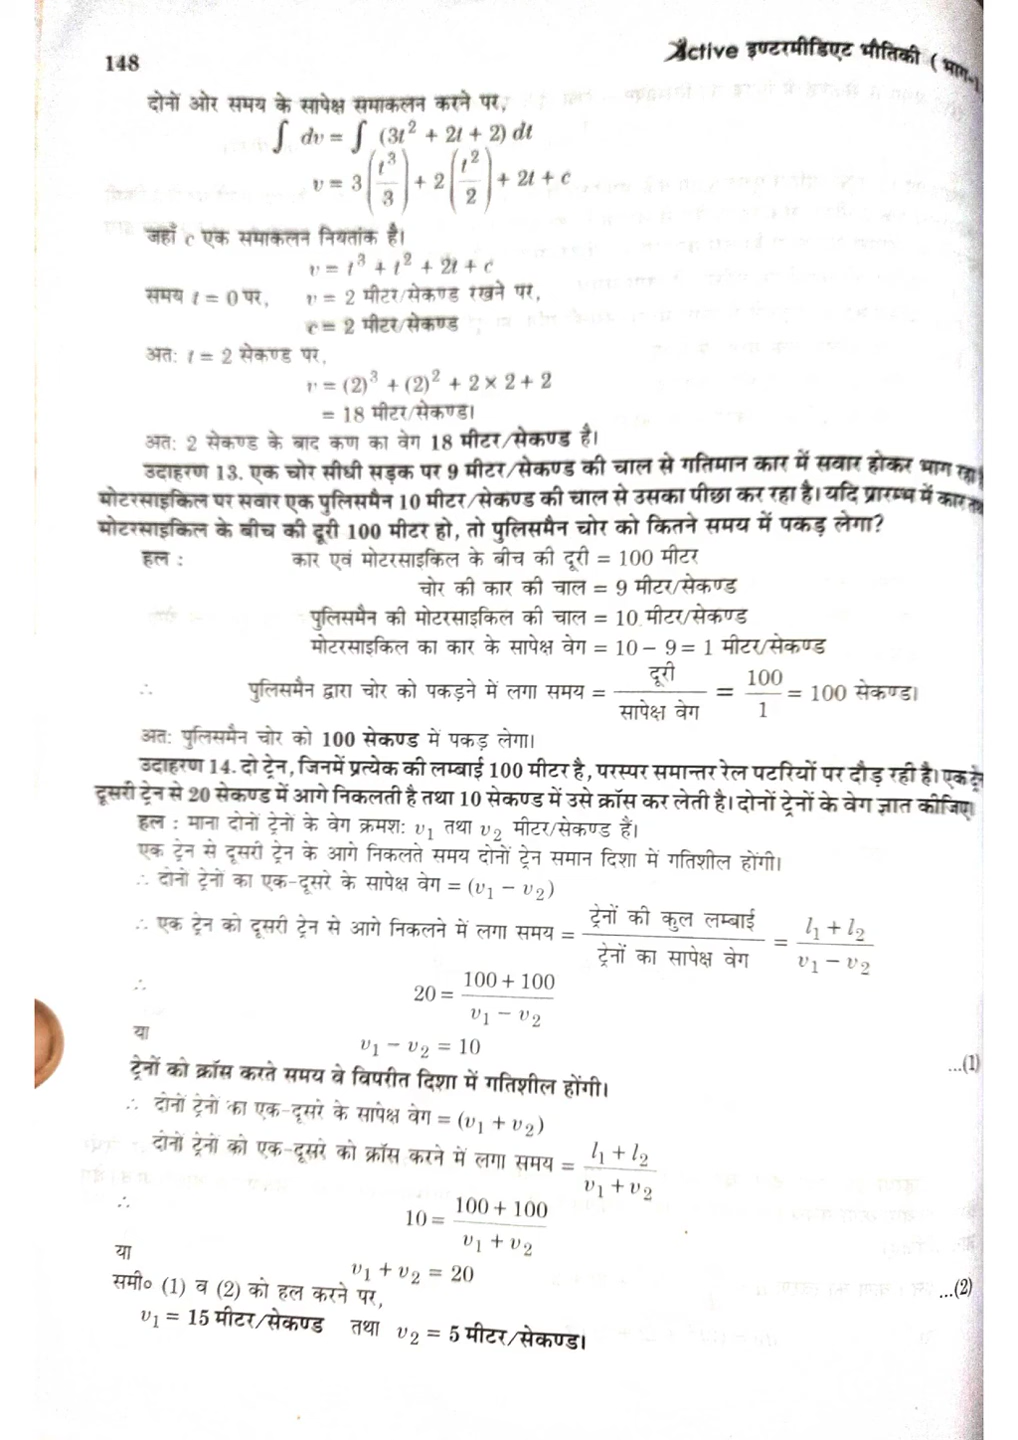 148
Active इण्टरमीडिएट भौतिकी ( भाग-
दोनों ओर समय के सापेक्ष समाकलन करने पर,
∫ dv = ∫ (3t² + 2t + 2) dt
v = 3(t³/3) + 2(t²/2) + 2t + c
जहाँ c एक समाकलन नियतांक है।
v = t³ + t² + 2t + c
समय t = 0 पर, v = 2 मीटर/सेकण्ड रखने पर,
c = 2 मीटर/सेकण्ड
अतः t = 2 सेकण्ड पर,
v = (2)³ + (2)² + 2 × 2 + 2
= 18 मीटर/सेकण्ड।
अतः 2 सेकण्ड के बाद कण का वेग 18 मीटर/सेकण्ड है।
उदाहरण 13. एक चोर सीधी सड़क पर 9 मीटर/सेकण्ड की चाल से गतिमान कार में सवार होकर भाग रहा
मोटरसाइकिल पर सवार एक पुलिसमैन 10 मीटर/सेकण्ड की चाल से उसका पीछा कर रहा है। यदि प्रारम्भ में कार
मोटरसाइकिल के बीच की दूरी 100 मीटर हो, तो पुलिसमैन चोर को कितने समय में पकड़ लेगा?
हल : कार एवं मोटरसाइकिल के बीच की दूरी = 100 मीटर
चोर की कार की चाल = 9 मीटर/सेकण्ड
पुलिसमैन की मोटरसाइकिल की चाल = 10 मीटर/सेकण्ड
मोटरसाइकिल का कार के सापेक्ष वेग = 10 – 9 = 1 मीटर/सेकण्ड
∴ पुलिसमैन द्वारा चोर को पकड़ने में लगा समय = दूरी/सापेक्ष वेग = 100/1 = 100 सेकण्ड।
अतः पुलिसमैन चोर को 100 सेकण्ड में पकड़ लेगा।
उदाहरण 14. दो ट्रेन, जिनमें प्रत्येक की लम्बाई 100 मीटर है, परस्पर समान्तर रेल पटरियों पर दौड़ रही है। एक
दूसरी ट्रेन से 20 सेकण्ड में आगे निकलती है तथा 10 सेकण्ड में उसे क्रॉस कर लेती है। दोनों ट्रेनों के वेग ज्ञात कीजिए।
हल : माना दोनों ट्रेनों के वेग क्रमशः v₁ तथा v₂ मीटर/सेकण्ड हैं।
एक ट्रेन से दूसरी ट्रेन के आगे निकलते समय दोनों ट्रेन समान दिशा में गतिशील होंगी।
∴ दोनों ट्रेनों का एक-दूसरे के सापेक्ष वेग = (v₁ – v₂)
∴ एक ट्रेन को दूसरी ट्रेन से आगे निकलने में लगा समय = ट्रेनों की कुल लम्बाई/ट्रेनों का सापेक्ष वेग = l₁ + l₂/v₁ – v₂
∴ 20 = 100 + 100/v₁ – v₂
या v₁ – v₂ = 10 ...(1)
ट्रेनों को क्रॉस करते समय वे विपरीत दिशा में गतिशील होंगी।
∴ दोनों ट्रेनों का एक-दूसरे के सापेक्ष वेग = (v₁ + v₂)
दोनों ट्रेनों को एक-दूसरे को क्रॉस करने में लगा समय = l₁ + l₂/v₁ + v₂
∴ 10 = 100 + 100/v₁ + v₂
या v₁ + v₂ = 20 ...(2)
समी० (1) व (2) को हल करने पर,
v₁ = 15 मीटर/सेकण्ड तथा v₂ = 5 मीटर/सेकण्ड।